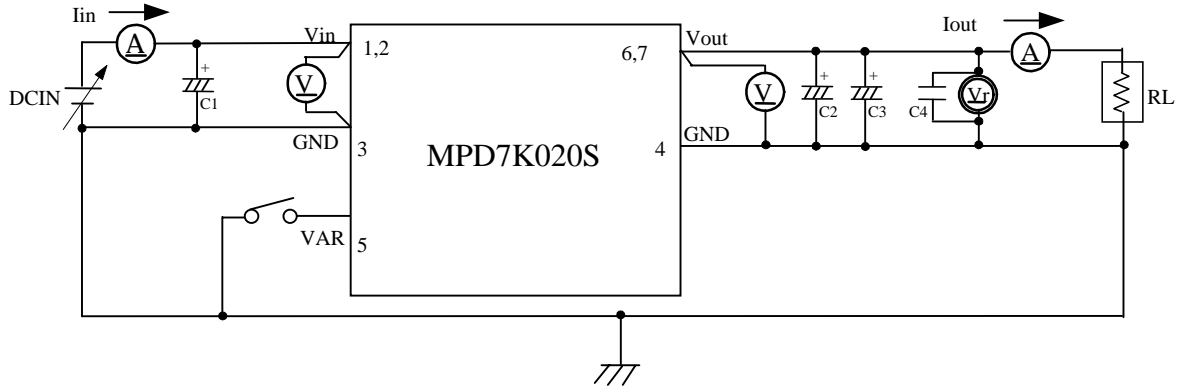 Iin
Iout
A
Vin
1,2
6,7
Vout
A
+
V
V
+
+
Vr
DCIN
C1
C2
C3
C4
RL
GND
GND
3
MPD7K020S
4
VAR
5